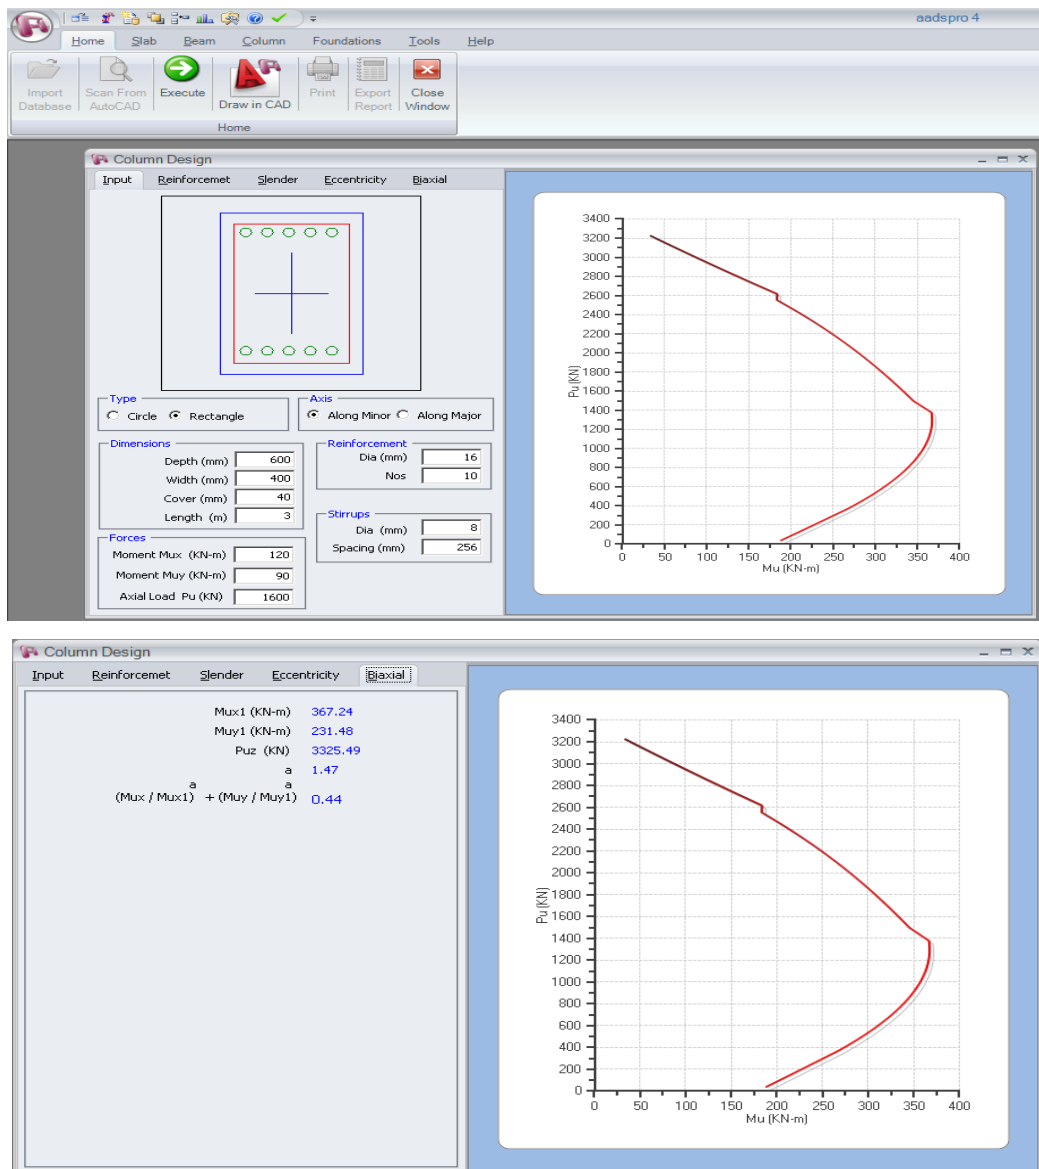 aadspro 4
Home Slab Beam Column Foundations Tools Help
Import Database
Scan From AutoCAD
Execute
Draw in CAD
Print
Export Report
Close Window
Home
Column Design
Input Reinforcemet Slender Eccentricity Biaxial
Type
Circle Rectangle
Axis
Along Minor Along Major
Dimensions
Depth (mm) 600
Width (mm) 400
Cover (mm) 40
Length (m) 3
Reinforcement
Dia (mm) 16
Nos 10
Stirrups
Dia (mm) 8
Spacing (mm) 256
Forces
Moment Mux (KN-m) 120
Moment Muy (KN-m) 90
Axial Load Pu (KN) 1600
3400
3200
3000
2800
2600
2400
2200
2000
1800
1600
1400
1200
1000
800
600
400
200
0
Pu (KN)
0 50 100 150 200 250 300 350 400
Mu (KN-m)
Column Design
Input Reinforcemet Slender Eccentricity Biaxial
Mux1 (KN-m) 367.24
Muy1 (KN-m) 231.48
Puz (KN) 3325.49
a 1.47
a a
(Mux / Mux1) + (Muy / Muy1) 0.44
3400
3200
3000
2800
2600
2400
2200
2000
1800
1600
1400
1200
1000
800
600
400
200
0
Pu (KN)
0 50 100 150 200 250 300 350 400
Mu (KN-m)